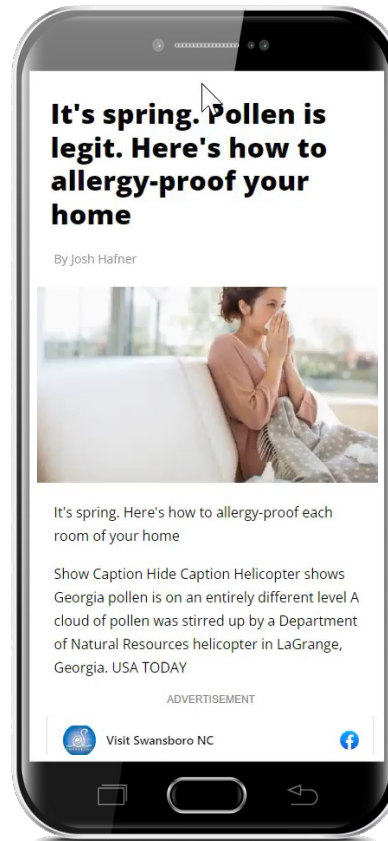 It's spring. Pollen is
legit. Here's how to
allergy-proof your
home
By Josh Hafner
It's spring. Here's how to allergy-proof each
room of your home
Show Caption Hide Caption Helicopter shows
Georgia pollen is on an entirely different level A
cloud of pollen was stirred up by a Department
of Natural Resources helicopter in LaGrange,
Georgia. USA TODAY
ADVERTISEMENT
Visit Swansboro NC